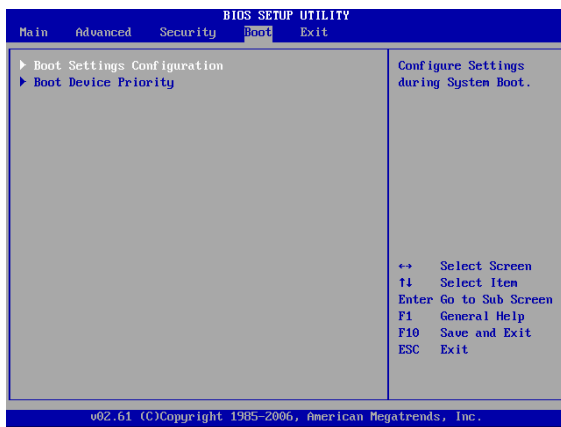 BIOS SETUP UTILITY
Main Advanced Security Boot Exit
Boot Settings Configuration
Boot Device Priority
Configure Settings
during System Boot.
↔ Select Screen
↑↓ Select Item
Enter Go to Sub Screen
F1 General Help
F10 Save and Exit
ESC Exit
v02.61 (C)Copyright 1985-2006, American Megatrends, Inc.